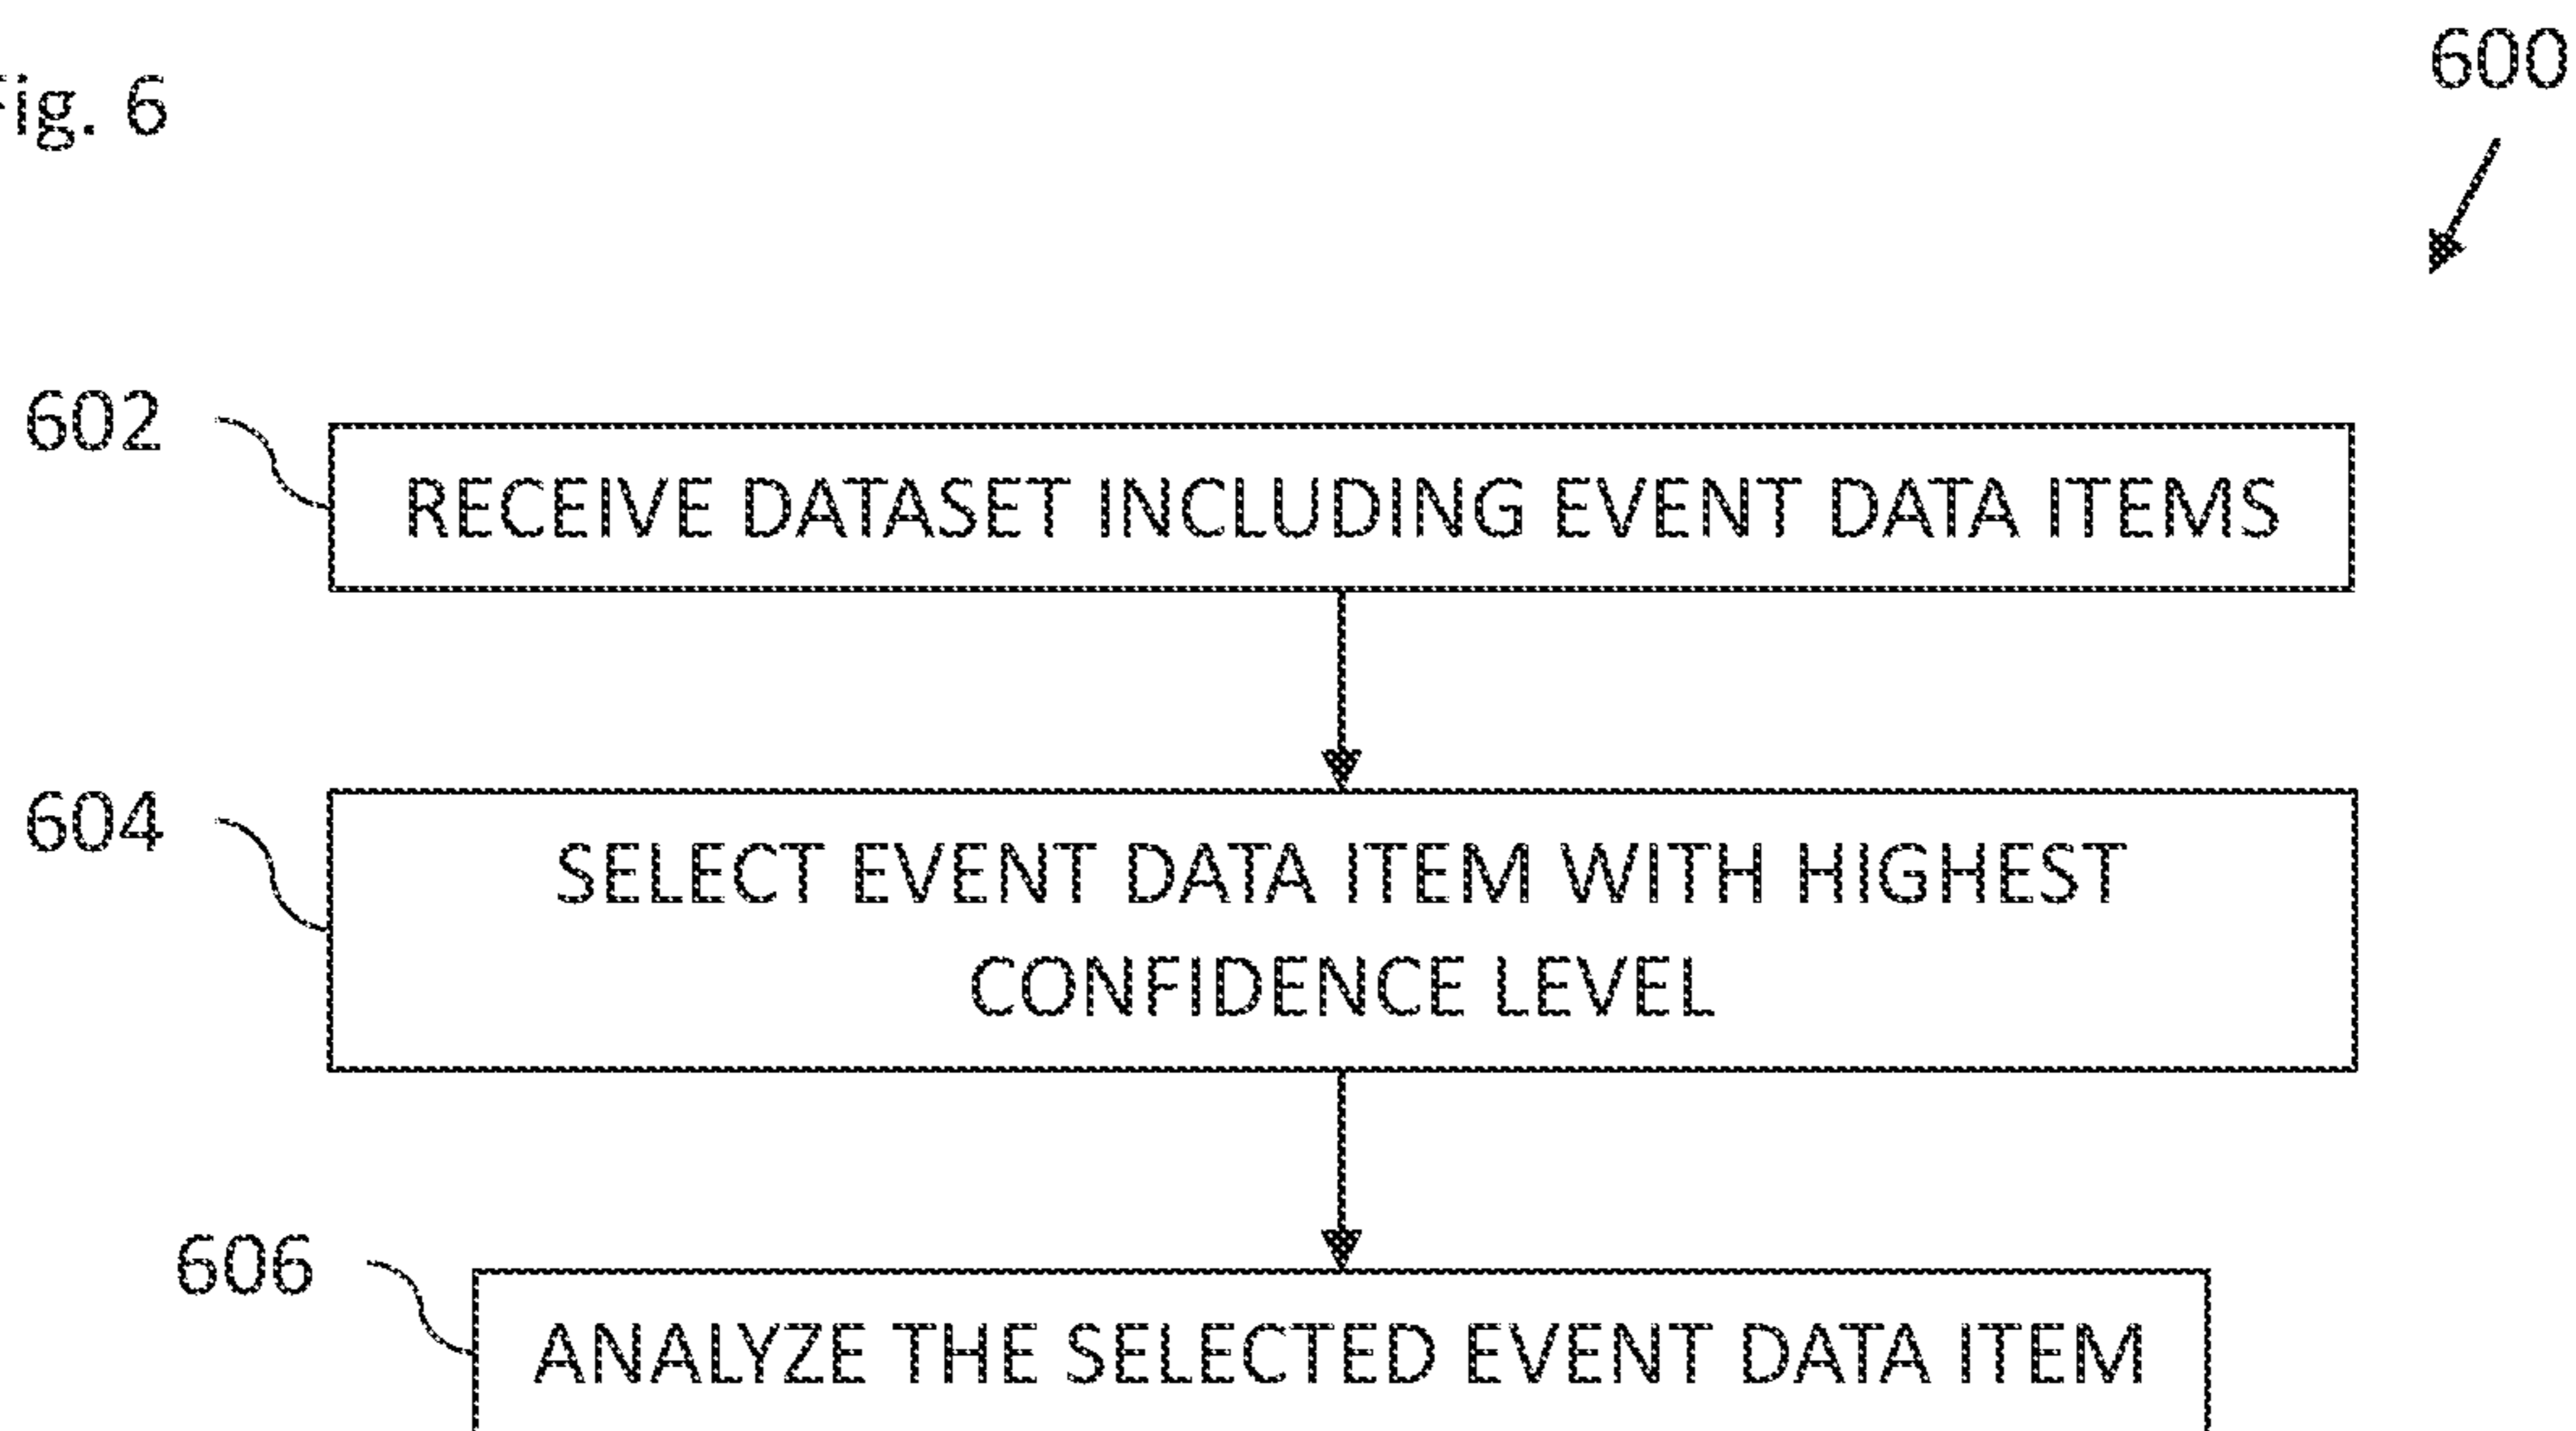 600
Fig. 6
602
RECEIVE DATASET INCLUDING EVENT DATA ITEMS
604
SELECT EVENT DATA ITEM WITH HIGHEST
CONFIDENCE LEVEL
606
ANALYZE THE SELECTED EVENT DATA ITEM